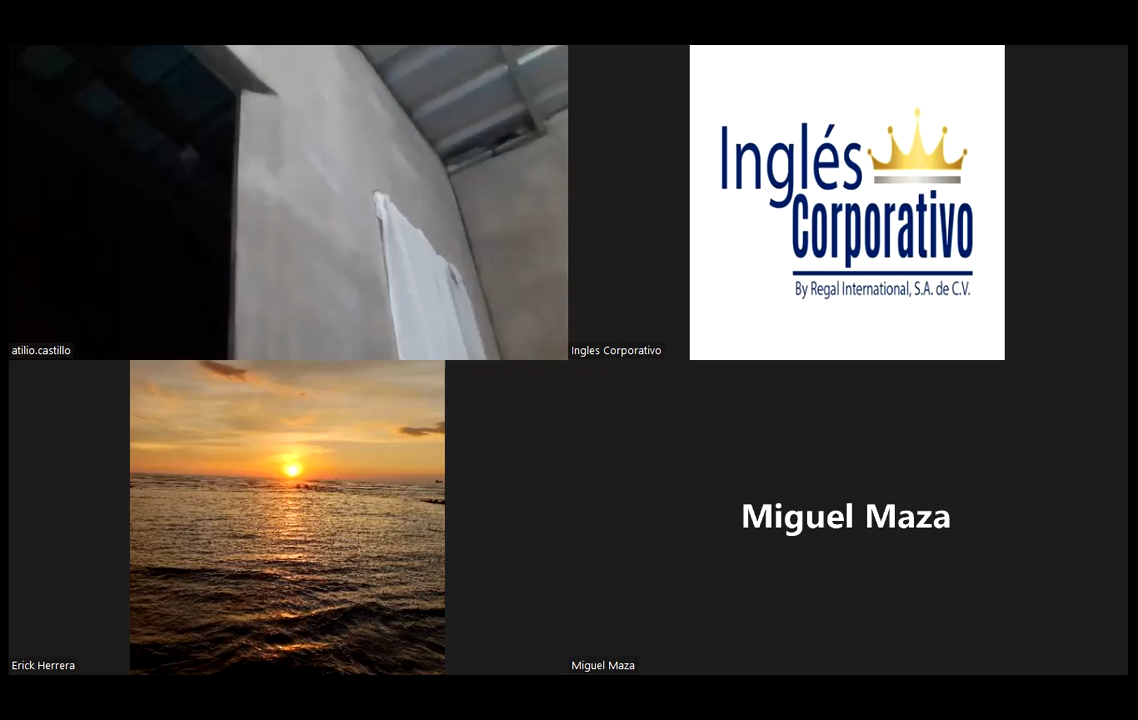 atilio.castillo
Inglés
Corporativo
By Regal International, S.A. de C.V.
Ingles Corporativo
Erick Herrera
Miguel Maza
Miguel Maza